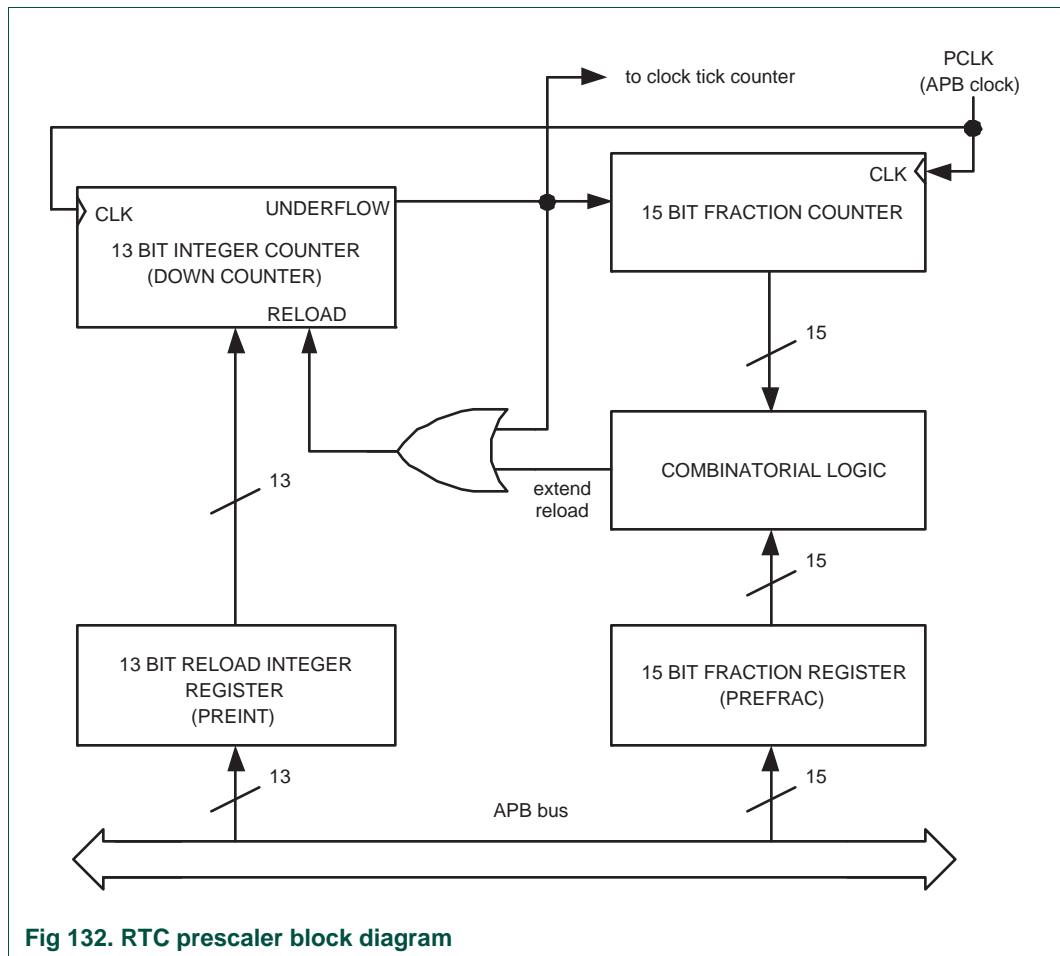 PCLK
(APB clock)
to clock tick counter
CLK
UNDERFLOW
13 BIT INTEGER COUNTER
(DOWN COUNTER)
RELOAD
CLK
15 BIT FRACTION COUNTER
15
COMBINATORIAL LOGIC
extend
reload
13
15
13 BIT RELOAD INTEGER
REGISTER
(PREINT)
15 BIT FRACTION REGISTER
(PREFRAC)
13
15
APB bus
Fig 132. RTC prescaler block diagram